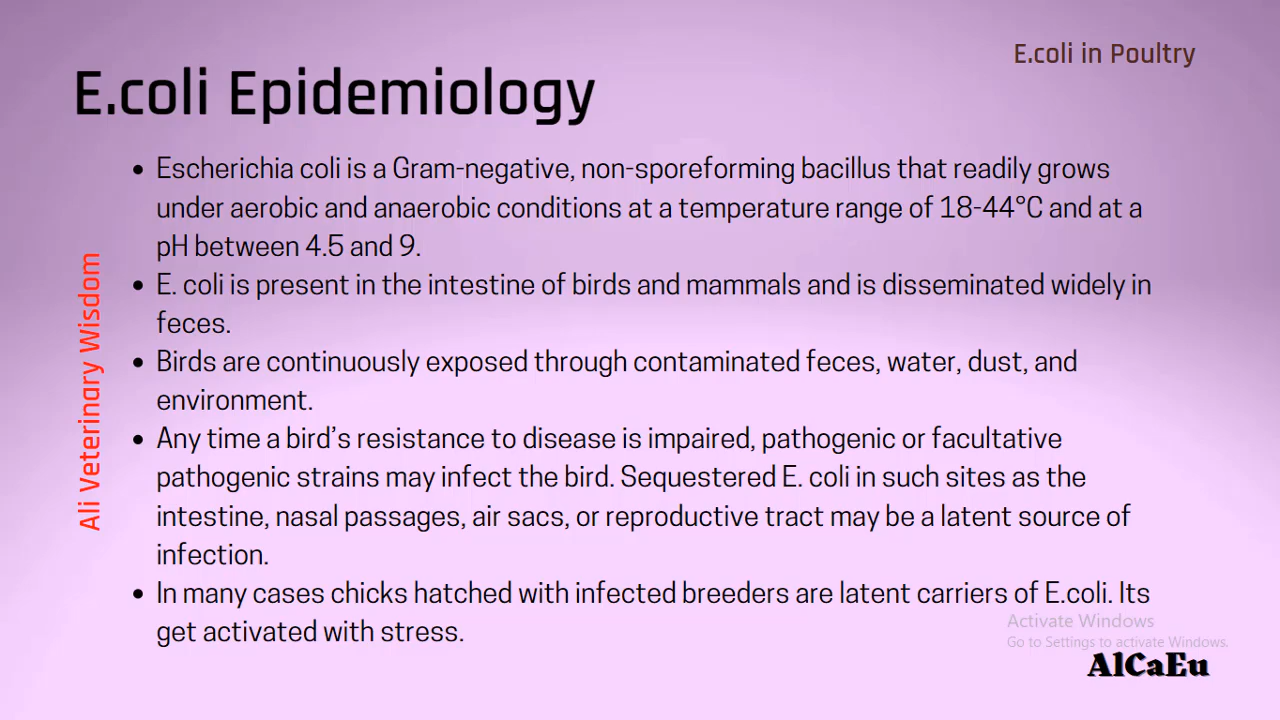 E.coli in Poultry
E.coli Epidemiology
• Escherichia coli is a Gram-negative, non-sporeforming bacillus that readily grows
under aerobic and anaerobic conditions at a temperature range of 18-44°C and at a
pH between 4.5 and 9.
• E. coli is present in the intestine of birds and mammals and is disseminated widely in
feces.
• Birds are continuously exposed through contaminated feces, water, dust, and
environment.
• Any time a bird’s resistance to disease is impaired, pathogenic or facultative
pathogenic strains may infect the bird. Sequestered E. coli in such sites as the
intestine, nasal passages, air sacs, or reproductive tract may be a latent source of
infection.
• In many cases chicks hatched with infected breeders are latent carriers of E.coli. Its
get activated with stress.
Ali Veterinary Wisdom
Activate Windows
Go to Settings to activate Windows.
AlCaEu